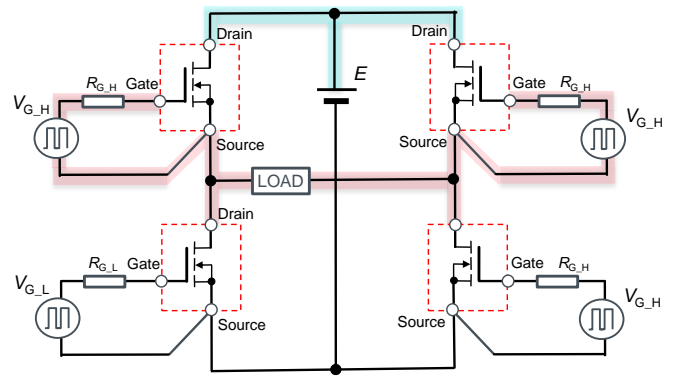 Drain
Drain
E
R_G_H
Gate
Gate
R_G_H
V_G_H
V_G_H
Source
Source
LOAD
Drain
R_G_L
Gate
Gate
R_G_H
V_G_L
V_G_H
Source
Source